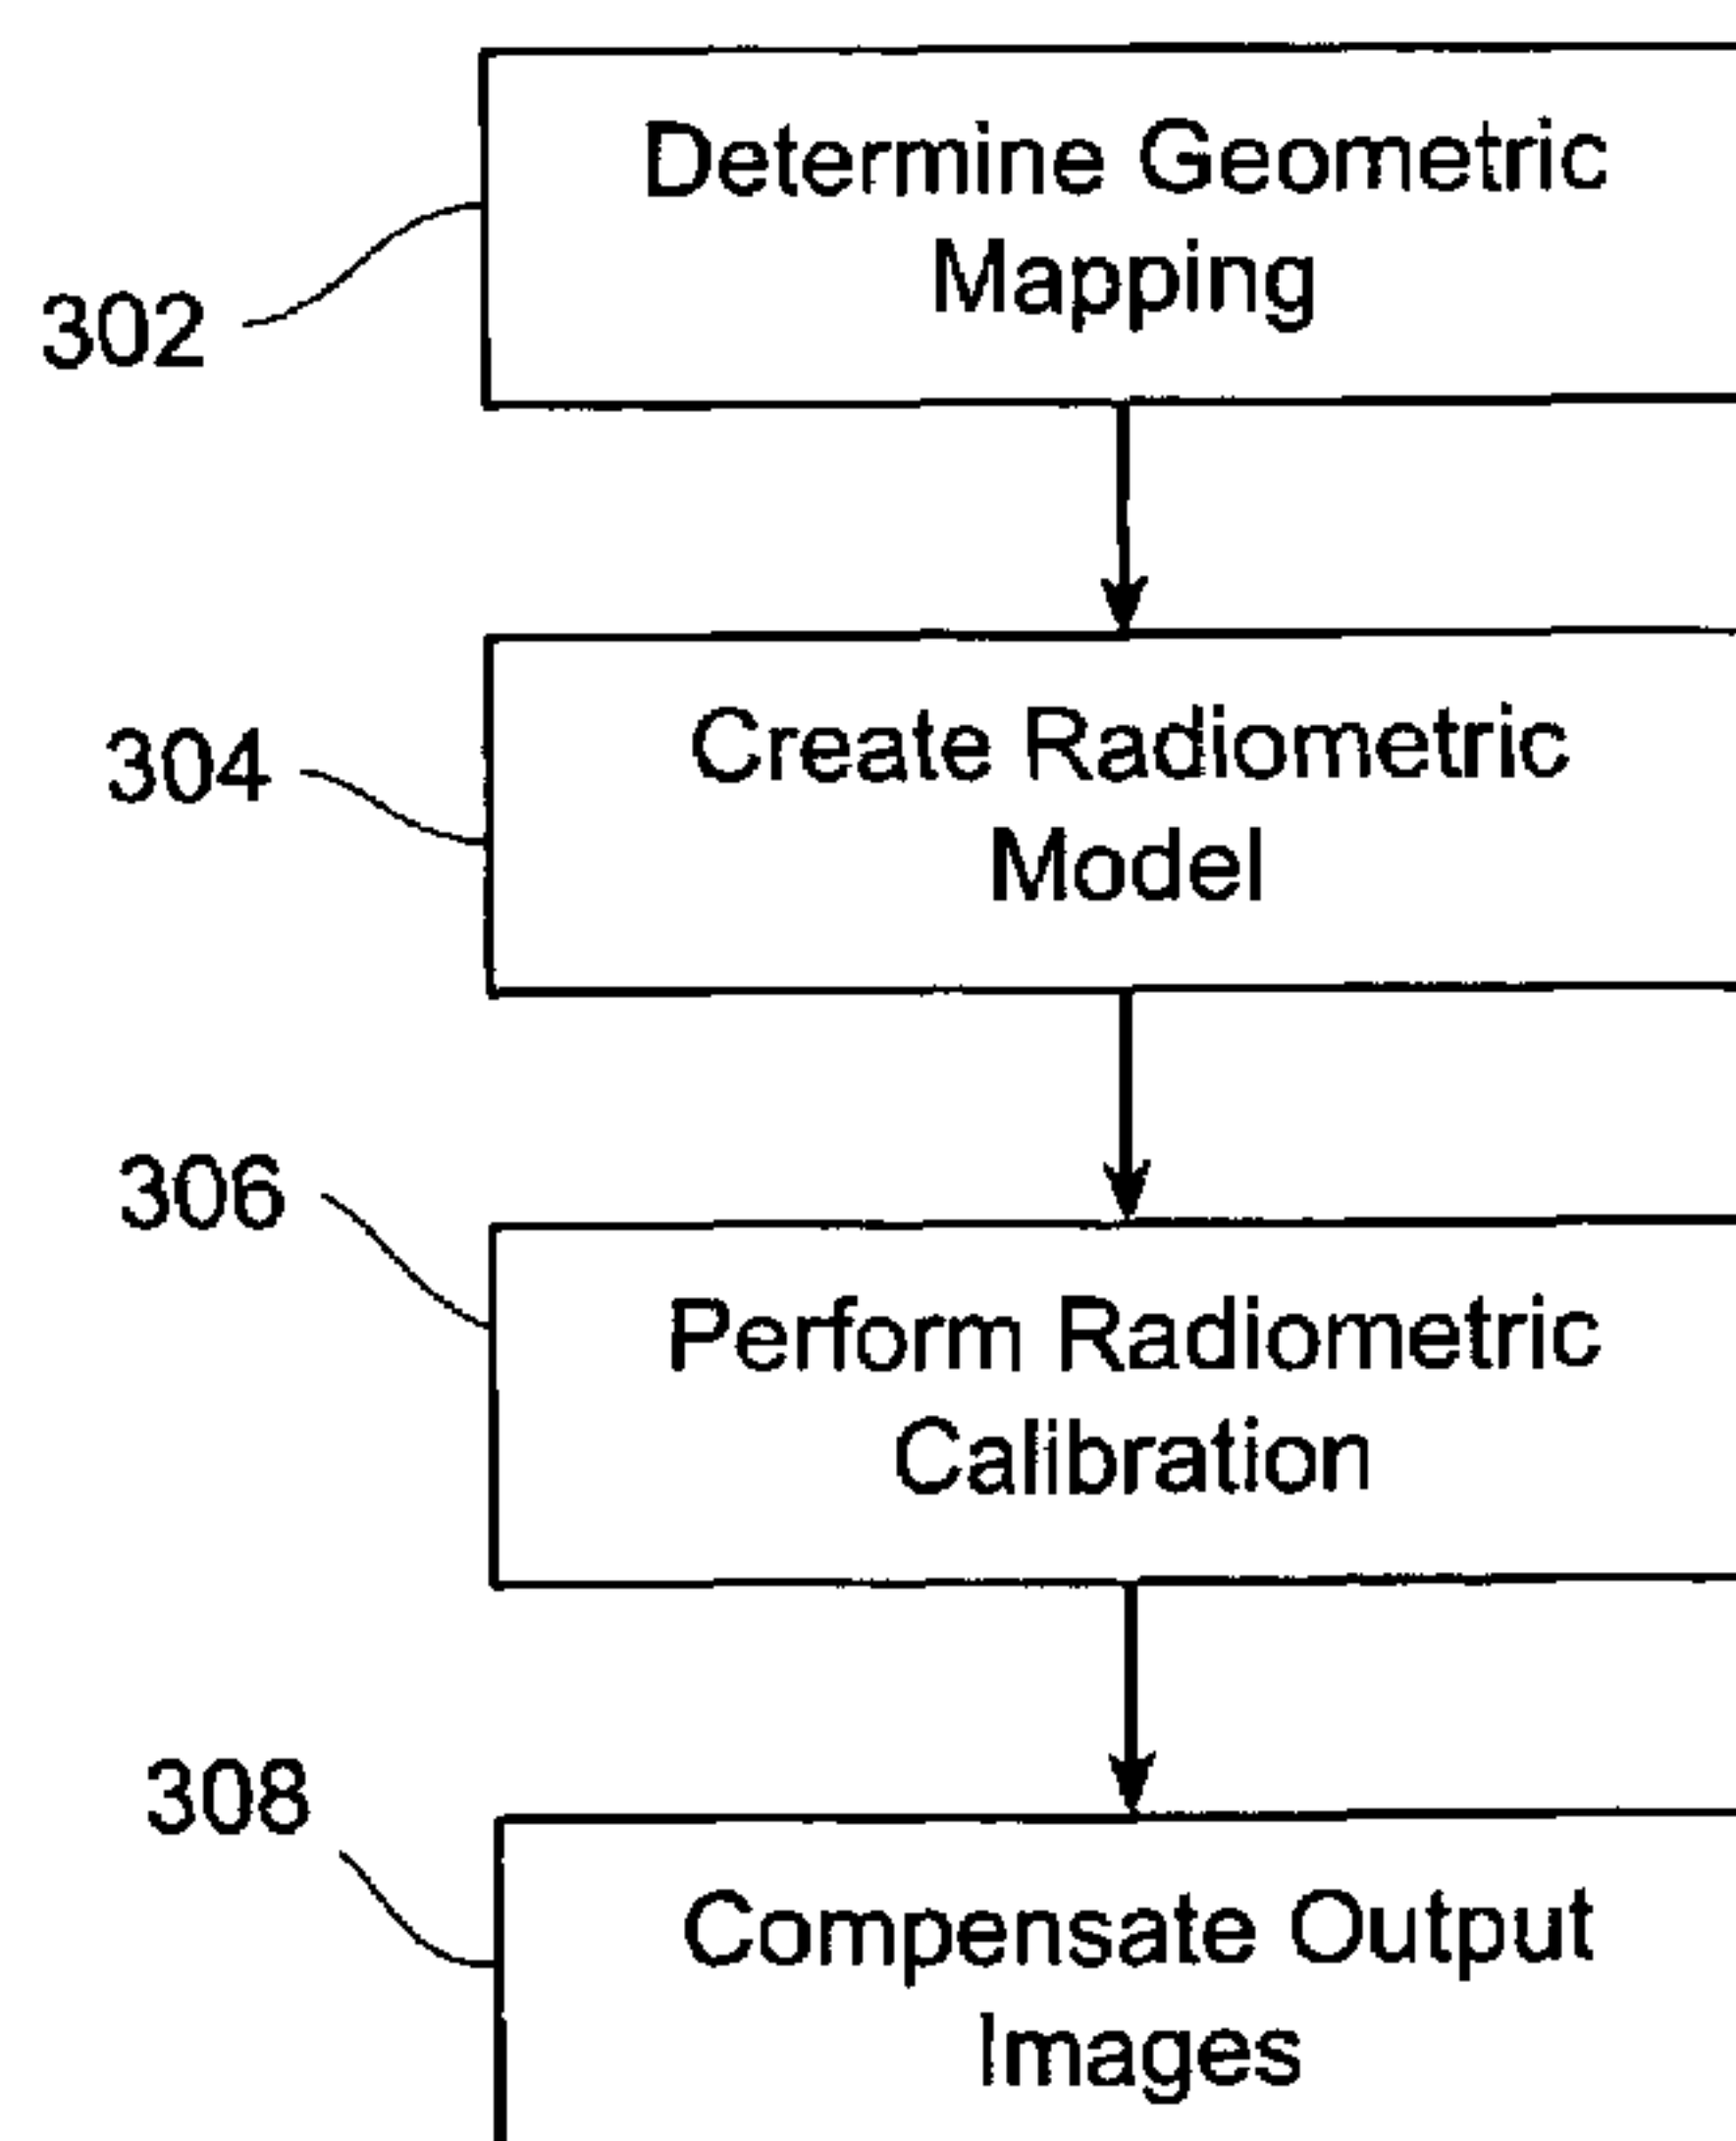 Determine Geometric
Mapping
302
Create Radiometric
Model
304
306
Perform Radiometric
Calibration
308
Compensate Output
Images